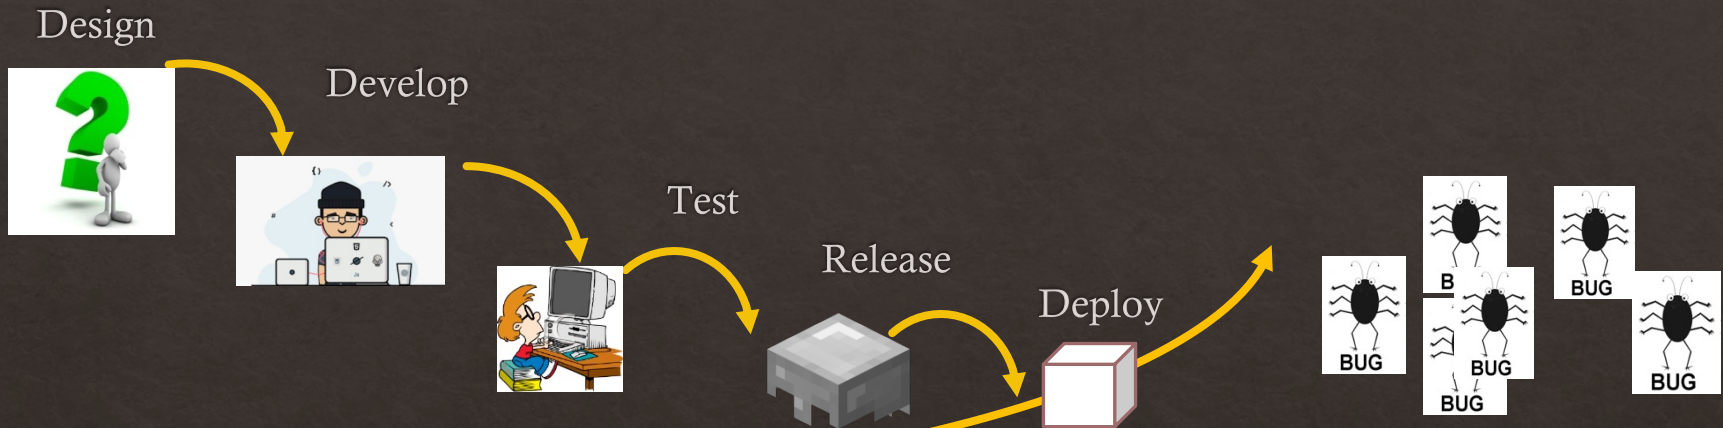 Design
Develop
Test
Release
Deploy
{}
/>
#
<
B
BUG
BUG
BUG
BUG
BUG